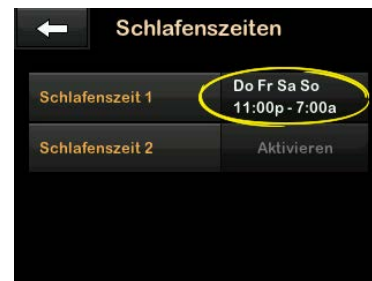 Schlafenszeiten
Schlafenszeit 1
Do Fr Sa So
11:00p - 7:00a
Schlafenszeit 2
Aktivieren